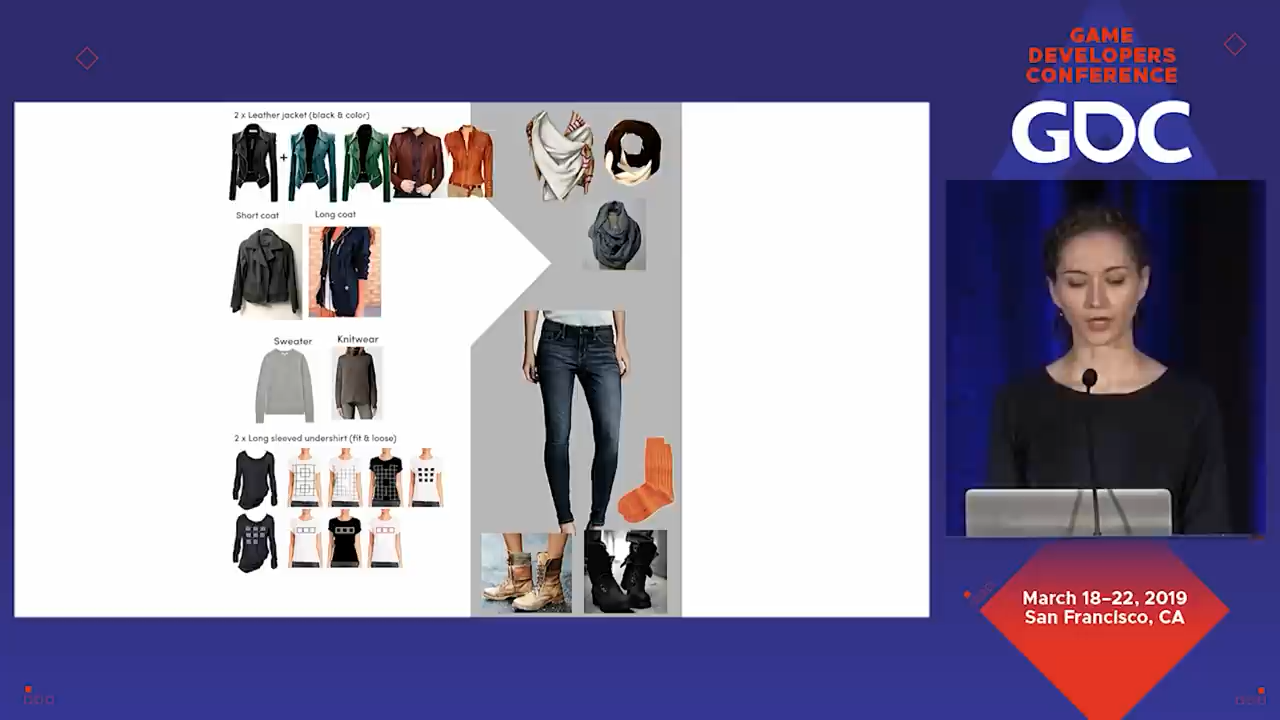 GAME
DEVELOPERS
CONFERENCE
GDC
2 x Leather jacket (black & color)
+
Short coat
Long coat
Sweater
Knitwear
2 x Long sleeved undershirt (fit & loose)
March 18–22, 2019
San Francisco, CA